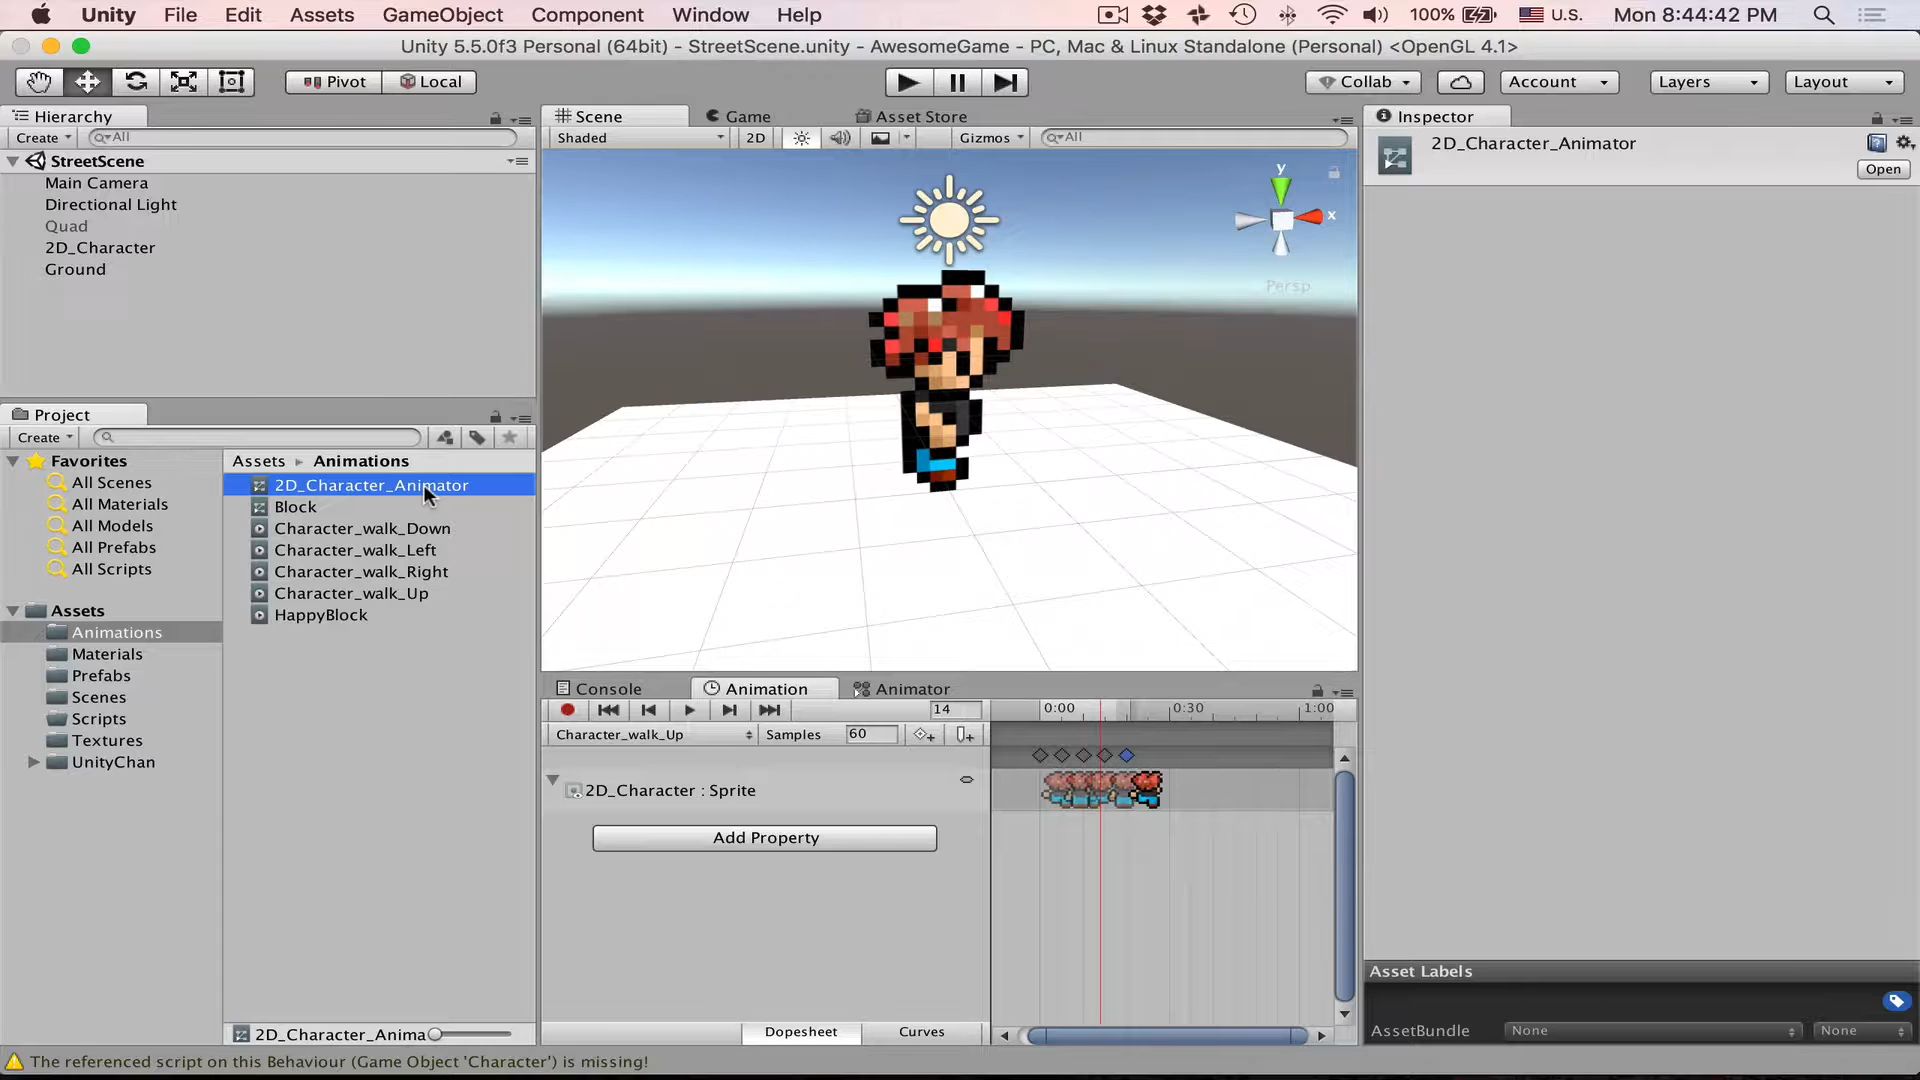 Unity File Edit Assets GameObject Component Window Help 100% U.S. Mon 8:44:42 PM
Unity 5.5.0f3 Personal (64bit) - StreetScene.unity - AwesomeGame - PC, Mac & Linux Standalone (Personal) <OpenGL 4.1>
Pivot Local Collab Account Layers Layout
Hierarchy
Create All
StreetScene
Main Camera
Directional Light
Quad
2D_Character
Ground
Scene Game Asset Store
Shaded 2D Gizmos All
y
x
Persp
Inspector
2D_Character_Animator
Open
Project
Create
Favorites
All Scenes
All Materials
All Models
All Prefabs
All Scripts
Assets
Animations
Materials
Prefabs
Scenes
Scripts
Textures
UnityChan
Assets Animations
2D_Character_Animator
Block
Character_walk_Down
Character_walk_Left
Character_walk_Right
Character_walk_Up
HappyBlock
2D_Character_Anima
Console Animation Animator
14 0:00 0:30 1:00
Character_walk_Up Samples 60
2D_Character : Sprite
Add Property
Dopesheet Curves
Asset Labels
AssetBundle None None
The referenced script on this Behaviour (Game Object 'Character') is missing!